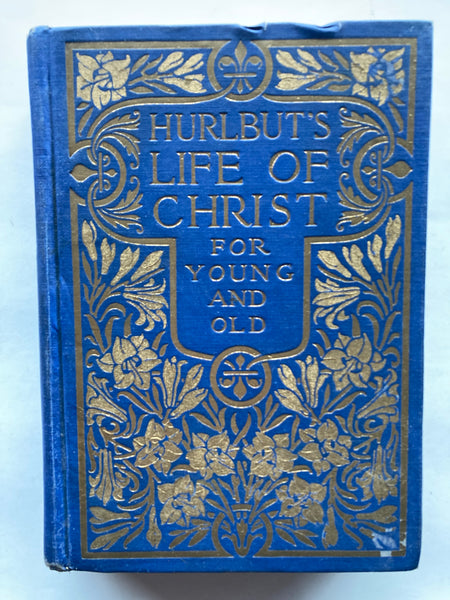 HURLBUT'S
LIFE OF
CHRIST
FOR
YOUNG
AND
OLD